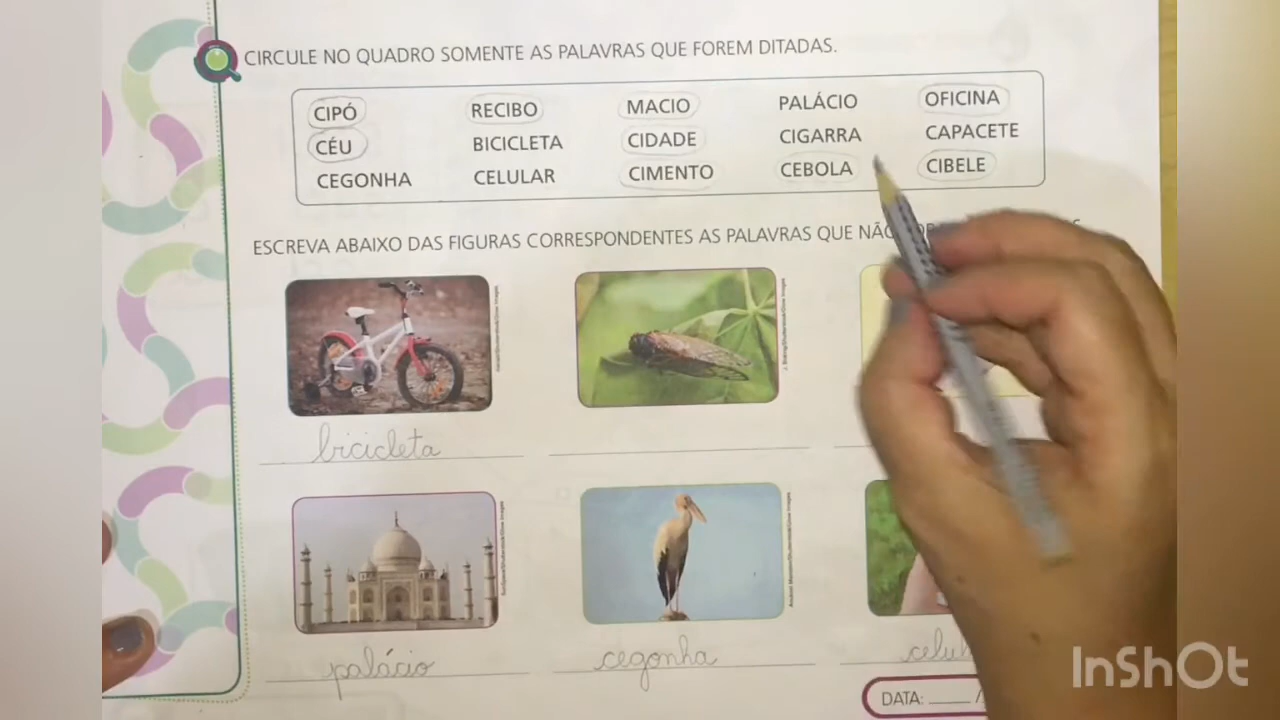 CIRCULE NO QUADRO SOMENTE AS PALAVRAS QUE FOREM DITADAS.
CIPÓ RECIBO MACIO PALÁCIO OFICINA
CÉU BICICLETA CIDADE CIGARRA CAPACETE
CEGONHA CELULAR CIMENTO CEBOLA CIBELE
ESCREVA ABAIXO DAS FIGURAS CORRESPONDENTES AS PALAVRAS QUE
bicicleta
palácio cegonha
DATA: ____ /
InShOt